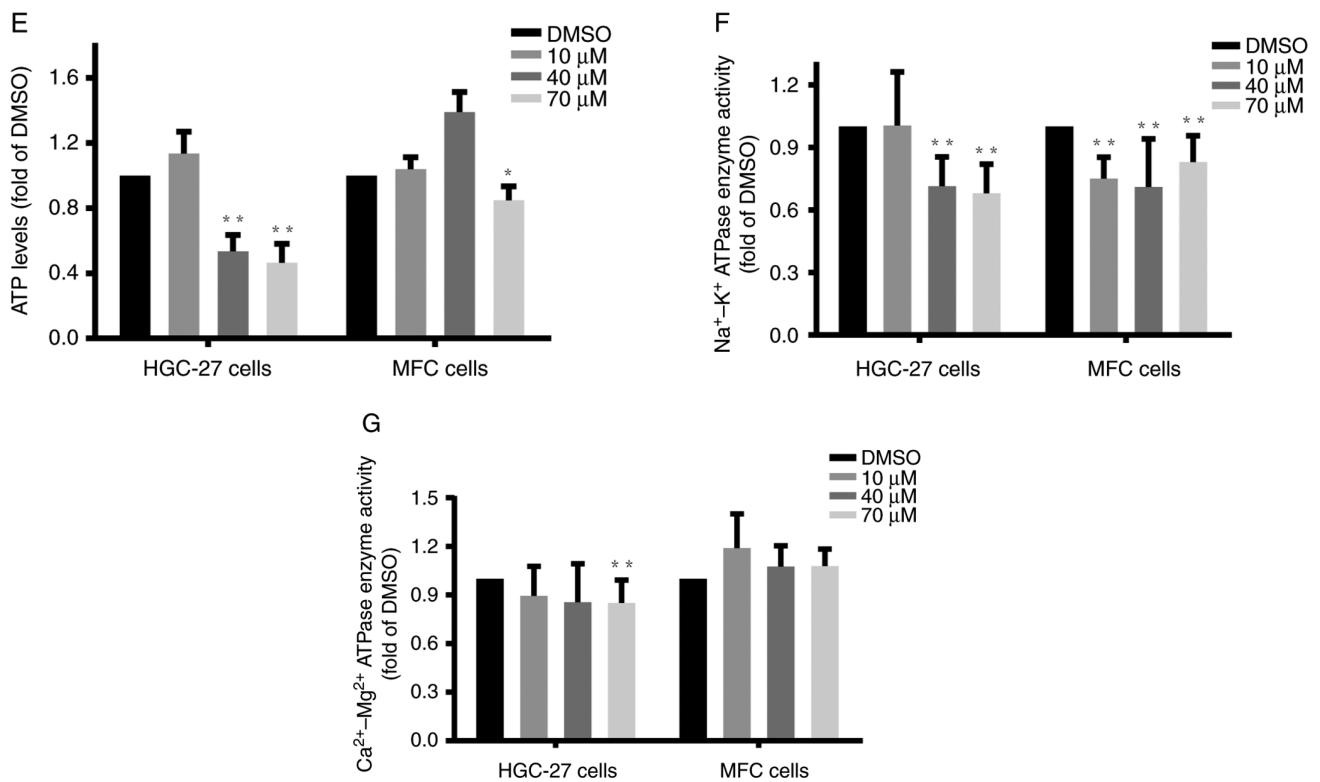 E
ATP levels (fold of DMSO)
1.6
1.2
0.8
0.4
0.0
DMSO
10 μM
40 μM
70 μM
**
**
*
HGC-27 cells
MFC cells
F
Na⁺–K⁺ ATPase enzyme activity
(fold of DMSO)
1.2
0.9
0.6
0.3
0.0
DMSO
10 μM
40 μM
70 μM
**
**
**
**
**
HGC-27 cells
MFC cells
G
Ca²⁺–Mg²⁺ ATPase enzyme activity
(fold of DMSO)
1.5
1.2
0.9
0.6
0.3
0.0
DMSO
10 μM
40 μM
70 μM
**
HGC-27 cells
MFC cells